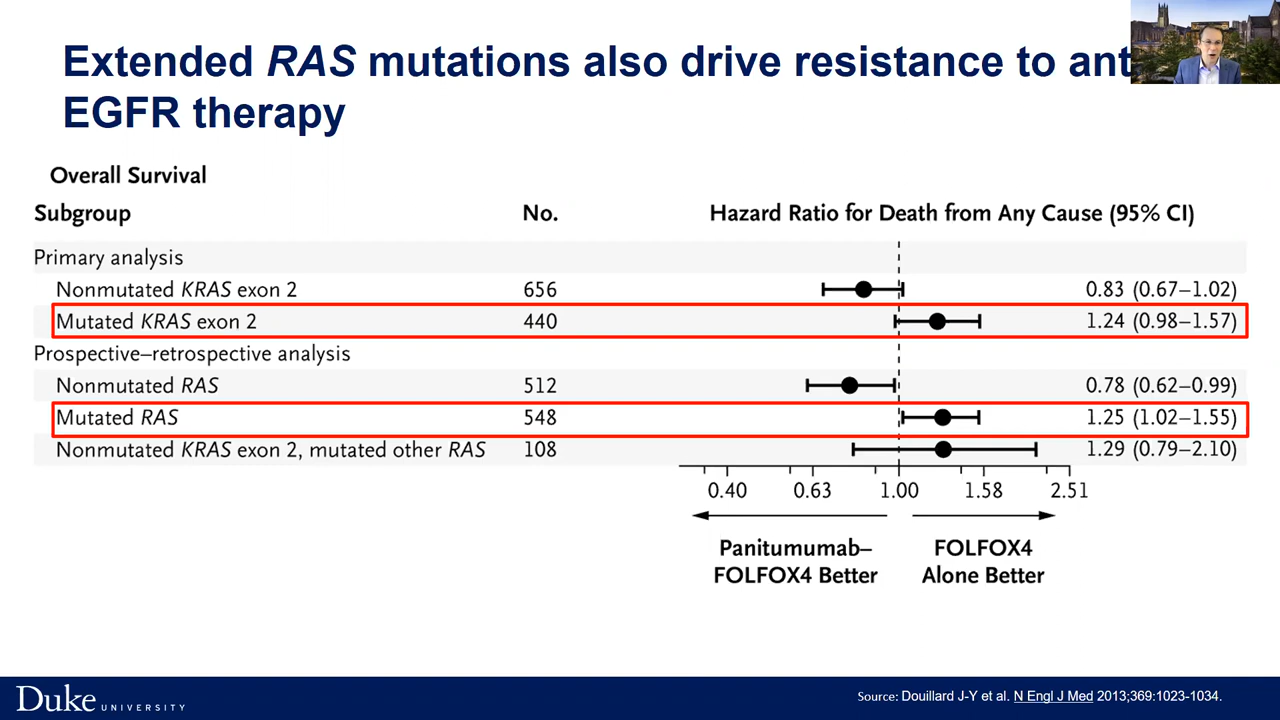 Extended RAS mutations also drive resistance to ant
EGFR therapy
Overall Survival
Subgroup No. Hazard Ratio for Death from Any Cause (95% CI)
Primary analysis
Nonmutated KRAS exon 2 656 0.83 (0.67–1.02)
Mutated KRAS exon 2 440 1.24 (0.98–1.57)
Prospective–retrospective analysis
Nonmutated RAS 512 0.78 (0.62–0.99)
Mutated RAS 548 1.25 (1.02–1.55)
Nonmutated KRAS exon 2, mutated other RAS 108 1.29 (0.79–2.10)
0.40 0.63 1.00 1.58 2.51
Panitumumab–
FOLFOX4 Better
FOLFOX4
Alone Better
Duke UNIVERSITY
Source: Douillard J-Y et al. N Engl J Med 2013;369:1023-1034.